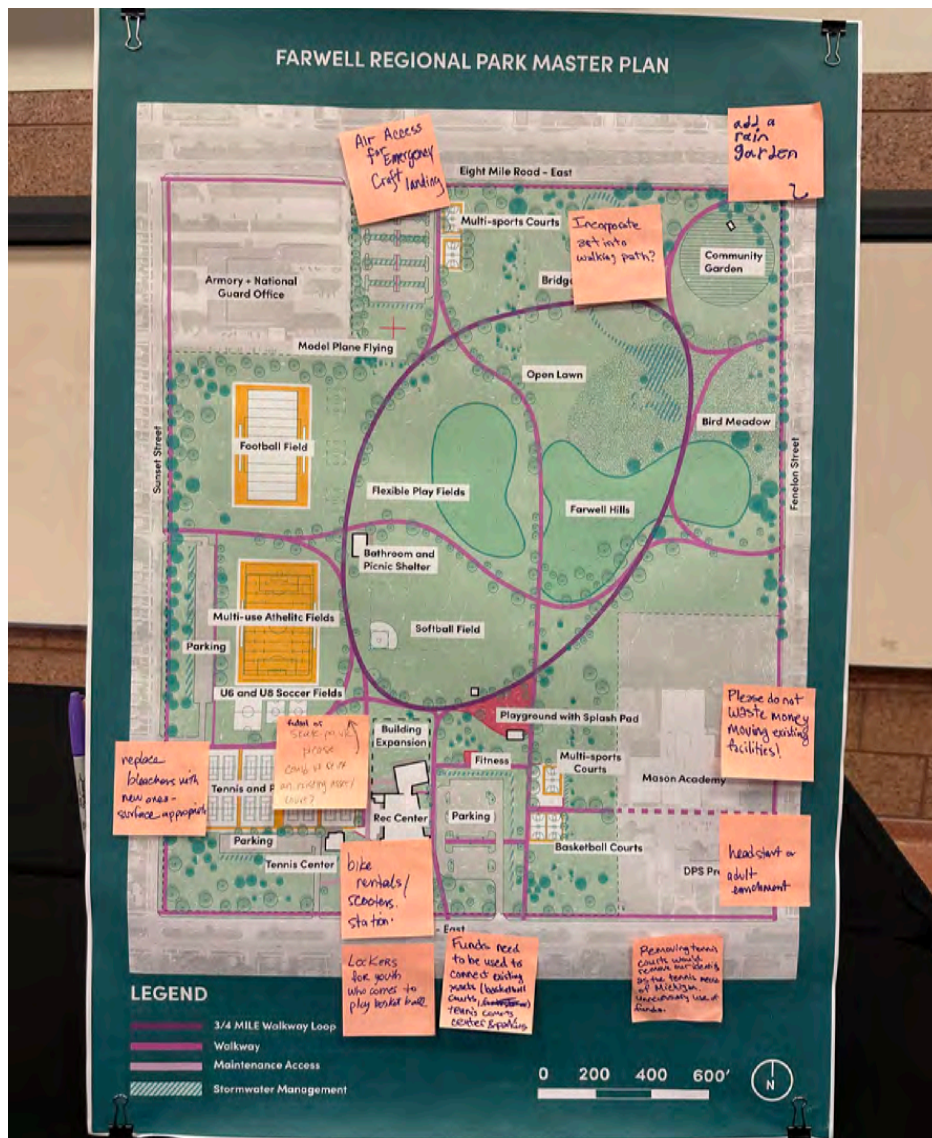 FARWELL REGIONAL PARK MASTER PLAN
Air Access
for Emergency
Craft landing
add a
rain
garden
Eight Mile Road - East
Multi-sports Courts
Incorporate
art into
walking path?
Community
Garden
Armory + National
Guard Office
Bridge
Model Plane Flying
Open Lawn
Bird Meadow
Sunset Street
Fenelon Street
Football Field
Flexible Play Fields
Farwell Hills
Bathroom and
Picnic Shelter
Multi-use Athleitc Fields
Softball Field
Parking
U6 and U8 Soccer Fields
Playground with Splash Pad
Please do not
Waste Money
moving existing
facilities!
Building
Expansion
replace
bleachers with
new ones -
surface appropriate
Fitness
Multi-sports
Courts
Mason Academy
Tennis and P
Rec Center
Parking
Parking
Basketball Courts
Tennis Center
DPS Pr
headstart or
adult
enrichment
bike
rentals/
scooters
station.
- East
Lockers
for youth
who comes to
play basket ball.
Funds need
to be used to
connect existing
assets (basketball
courts,
tennis courts
center & parking
Removing tennis
courts would
remove our identity
as the tennis mecca
of Michigan.
Unnecessary use of
funds.
LEGEND
3/4 MILE Walkway Loop
Walkway
Maintenance Access
Stormwater Management
0 200 400 600'
N